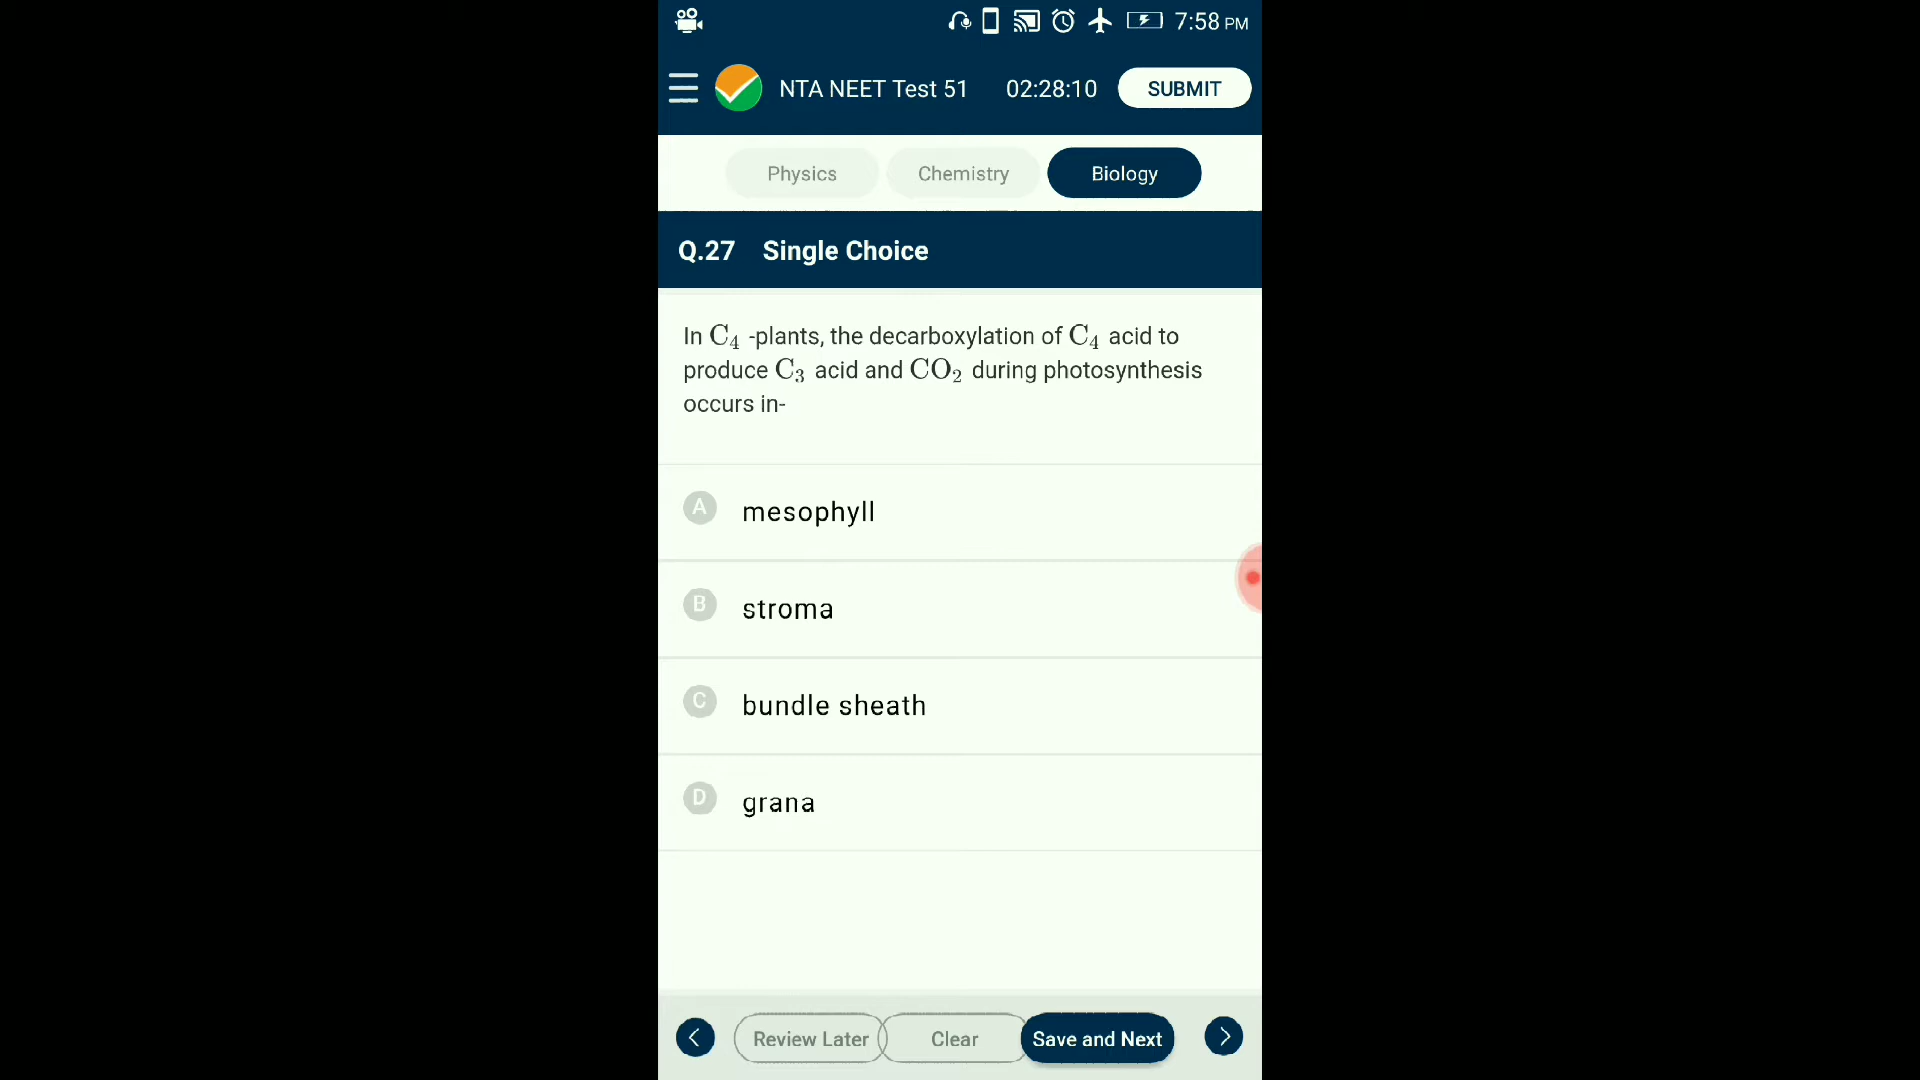 7:58 PM
NTA NEET Test 51 02:28:10 SUBMIT
Physics Chemistry Biology
Q.27 Single Choice
In C₄ -plants, the decarboxylation of C₄ acid to
produce C₃ acid and CO₂ during photosynthesis
occurs in-
A mesophyll
B stroma
C bundle sheath
D grana
Review Later Clear Save and Next